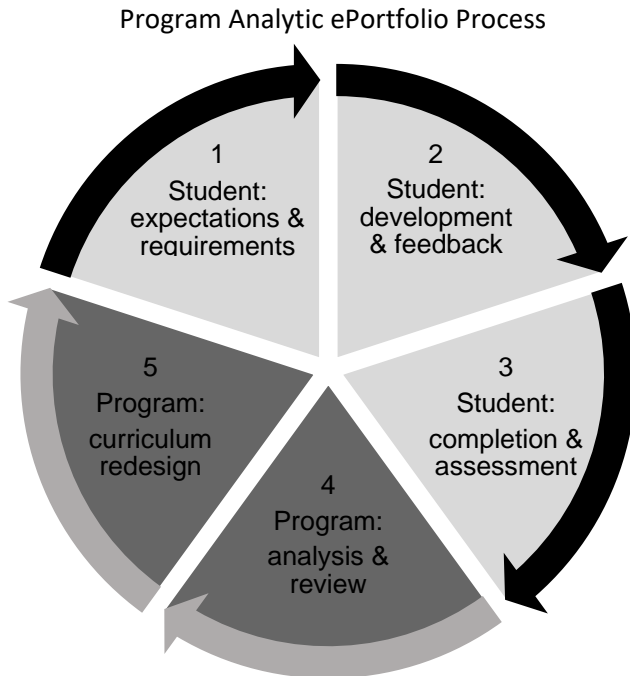 Program Analytic ePortfolio Process
1
Student:
expectations &
requirements
2
Student:
development
& feedback
3
Student:
completion &
assessment
4
Program:
analysis &
review
5
Program:
curriculum
redesign